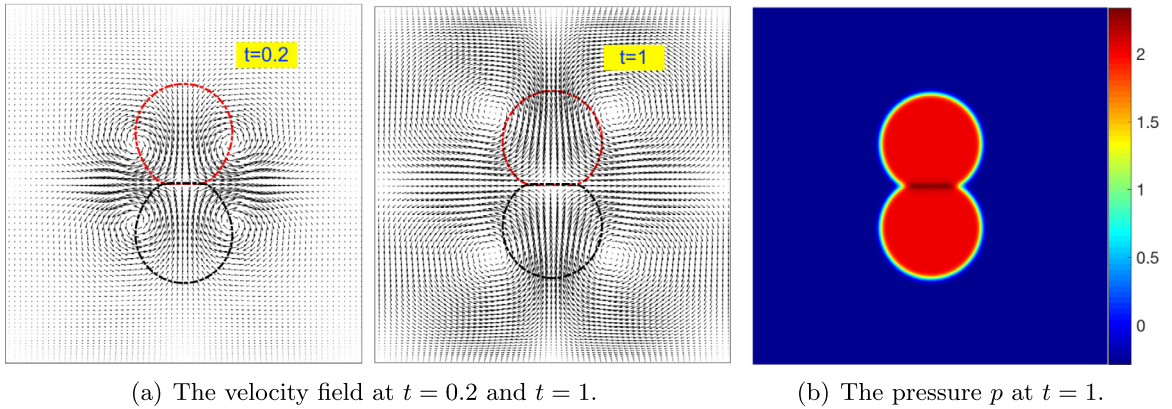 t=0.2
t=1
2
1.5
1
0.5
0
(a) The velocity field at t = 0.2 and t = 1.
(b) The pressure p at t = 1.